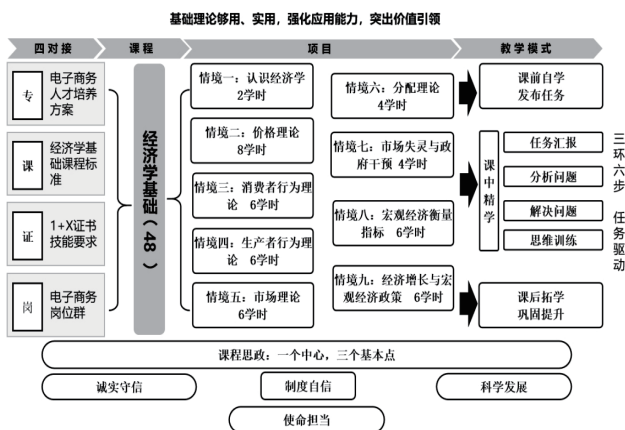 基础理论够用、实用，强化应用能力，突出价值引领
四对接
课程
项目
教学模式
专
电子商务
人才培养
方案
课
经济学基
础课程标
准
证
1+X证书
技能要求
岗
电子商务
岗位群
经济学基础（48）
情境一：认识经济学
2学时
情境二：价格理论
8学时
情境三：消费者行为理
论 6学时
情境四：生产者行为理
论 6学时
情境五：市场理论
6学时
情境六：分配理论
4学时
情境七：市场失灵与政
府干预 4学时
情境八：宏观经济衡量
指标 6学时
情境九：经济增长与宏
观经济政策 6学时
课前自学
发布任务
课中精学
任务汇报
分析问题
解决问题
思维训练
课后拓学
巩固提升
三环六步 任务驱动
课程思政：一个中心，三个基本点
诚实守信
制度自信
科学发展
使命担当